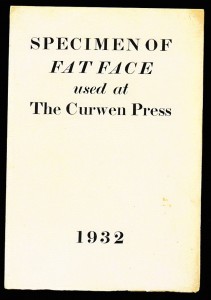 SPECIMEN OF
FAT FACE
used at
The Curwen Press
1932